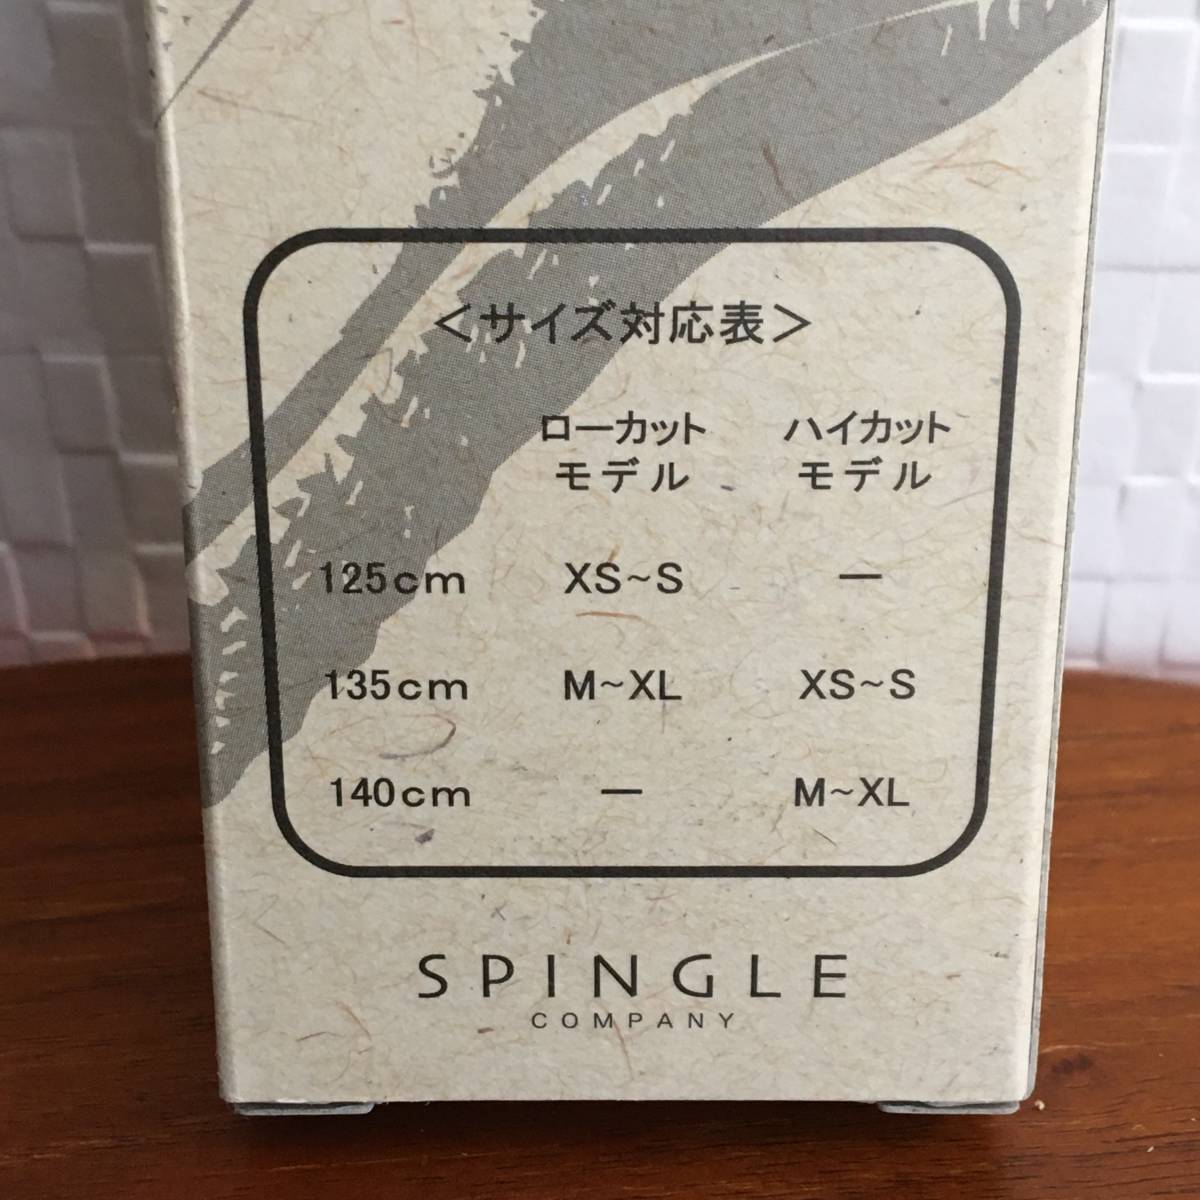 ＜サイズ対応表＞
ローカット ハイカット
モデル モデル
125cm XS~S ー
135cm M~XL XS~S
140cm ー M~XL
SPINGLE
COMPANY